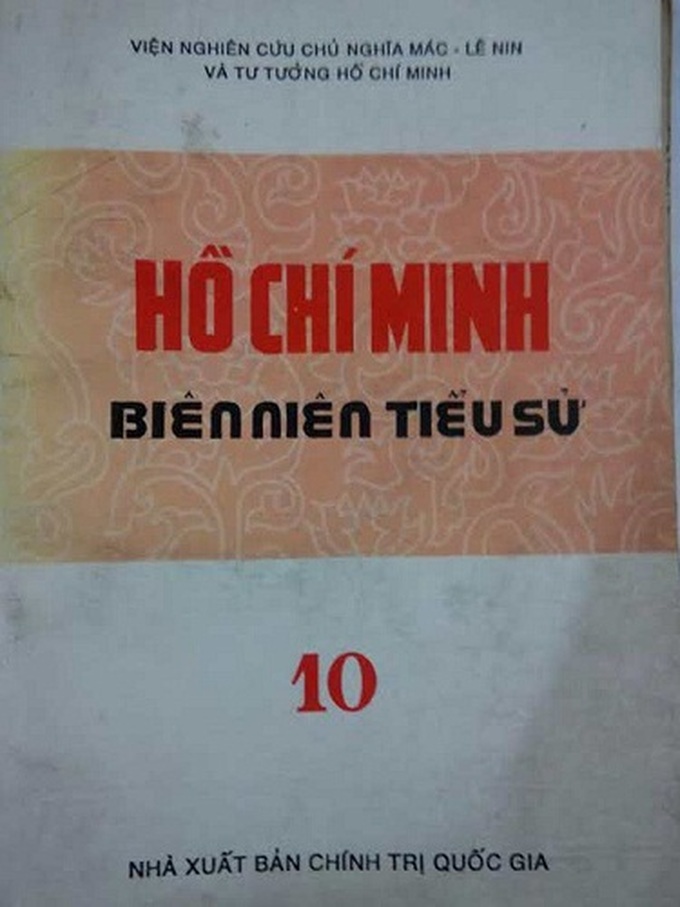 VIỆN NGHIÊN CỨU CHỦ NGHĨA MÁC - LÊ NIN
VÀ TƯ TƯỞNG HỒ CHÍ MINH
HỒ CHÍ MINH
BIÊN NIÊN TIỂU SỬ
10
NHÀ XUẤT BẢN CHÍNH TRỊ QUỐC GIA